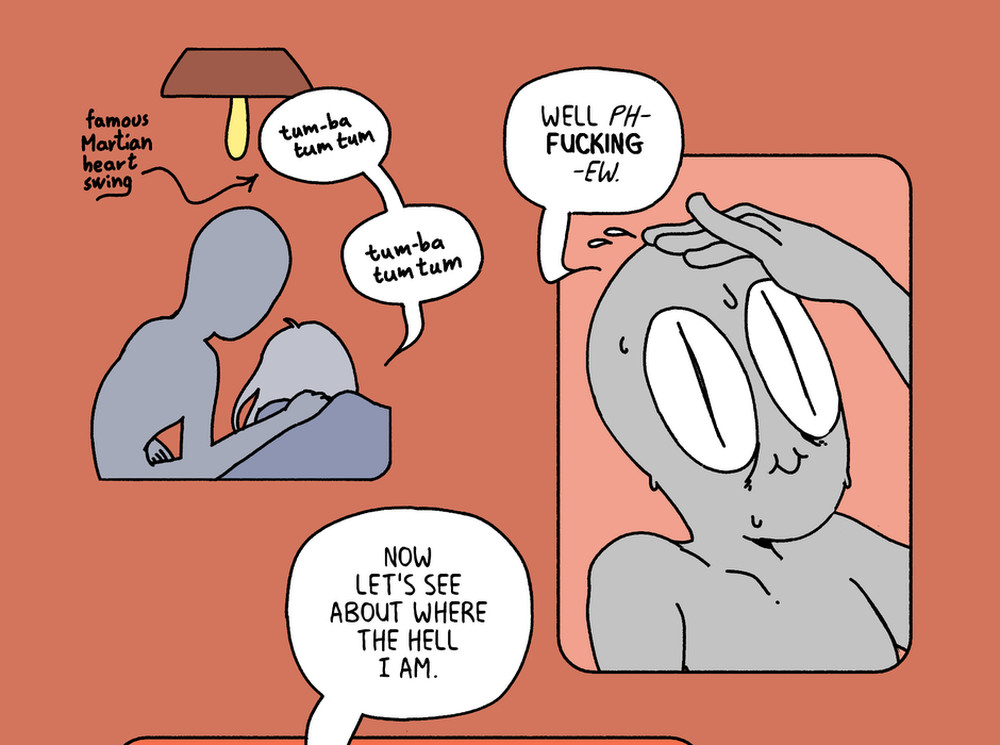 famous
Martian
heart
swing
tum-ba
tum tum
tum-ba
tum tum
WELL PH-
FUCKING
-EW.
NOW
LET'S SEE
ABOUT WHERE
THE HELL
I AM.